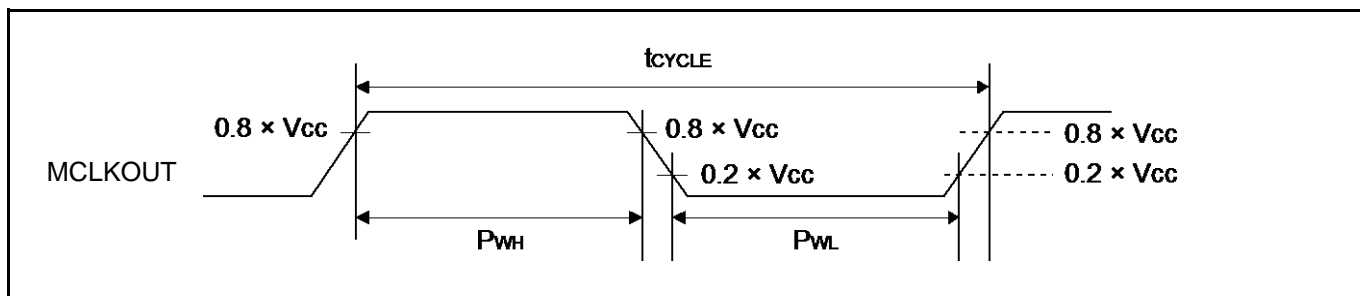 tCYCLE
0.8 × Vcc 0.8 × Vcc 0.8 × Vcc
MCLKOUT 0.2 × Vcc 0.2 × Vcc
PWH PWL